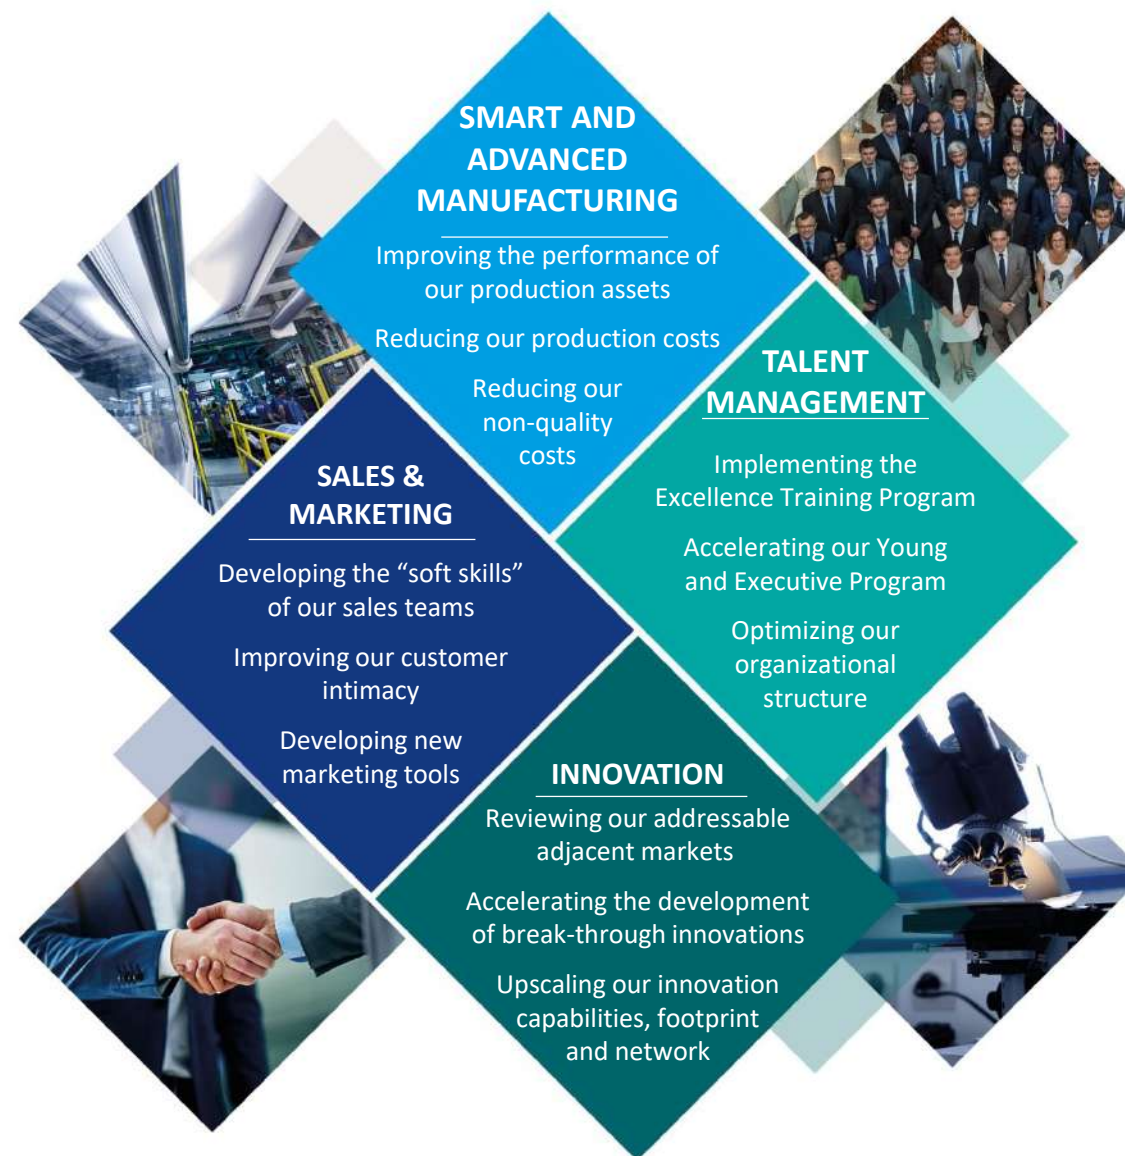 SMART AND
ADVANCED
MANUFACTURING
Improving the performance of
our production assets
Reducing our production costs
Reducing our
non-quality
costs
TALENT
MANAGEMENT
Implementing the
Excellence Training Program
Accelerating our Young
and Executive Program
Optimizing our
organizational
structure
SALES &
MARKETING
Developing the “soft skills”
of our sales teams
Improving our customer
intimacy
Developing new
marketing tools
INNOVATION
Reviewing our addressable
adjacent markets
Accelerating the development
of break-through innovations
Upscaling our innovation
capabilities, footprint
and network